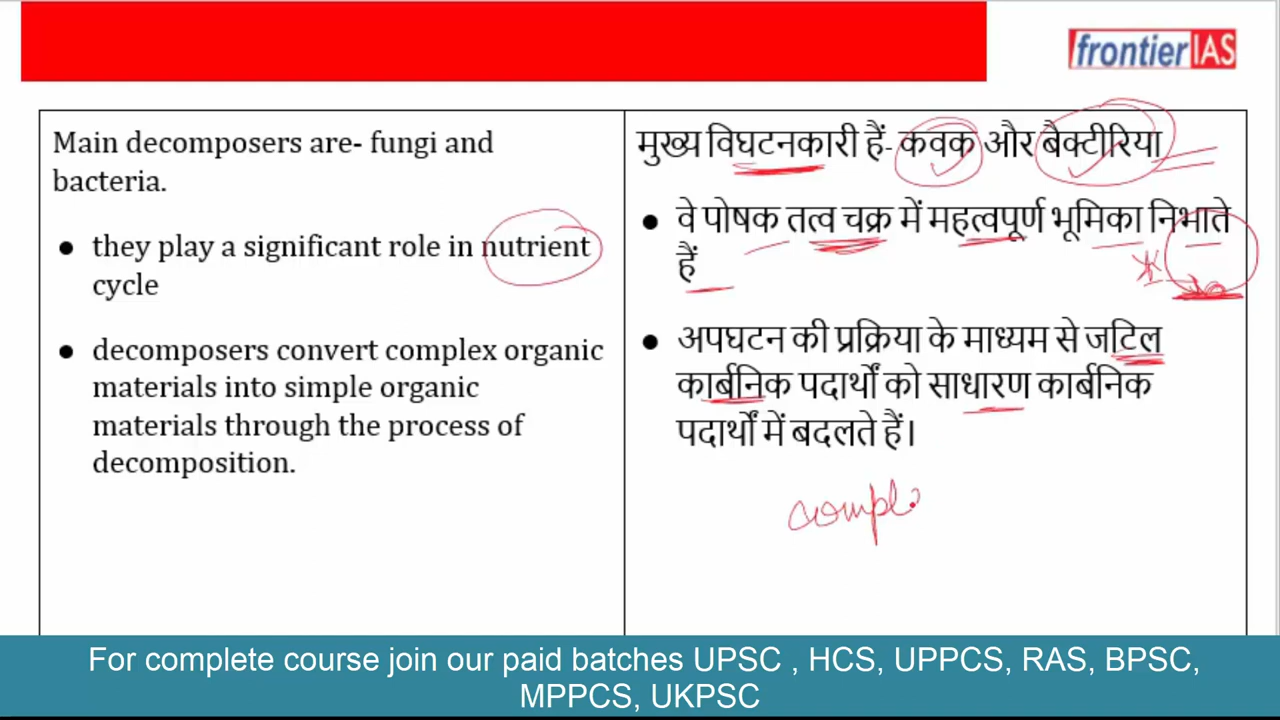 frontierIAS
Main decomposers are- fungi and
bacteria.
● they play a significant role in nutrient
cycle
● decomposers convert complex organic
materials into simple organic
materials through the process of
decomposition.
मुख्य विघटनकारी हैं- कवक और बैक्टीरिया
● वे पोषक तत्व चक्र में महत्वपूर्ण भूमिका निभाते
हैं
● अपघटन की प्रक्रिया के माध्यम से जटिल
कार्बनिक पदार्थों को साधारण कार्बनिक
पदार्थों में बदलते हैं।
comple
For complete course join our paid batches UPSC , HCS, UPPCS, RAS, BPSC,
MPPCS, UKPSC